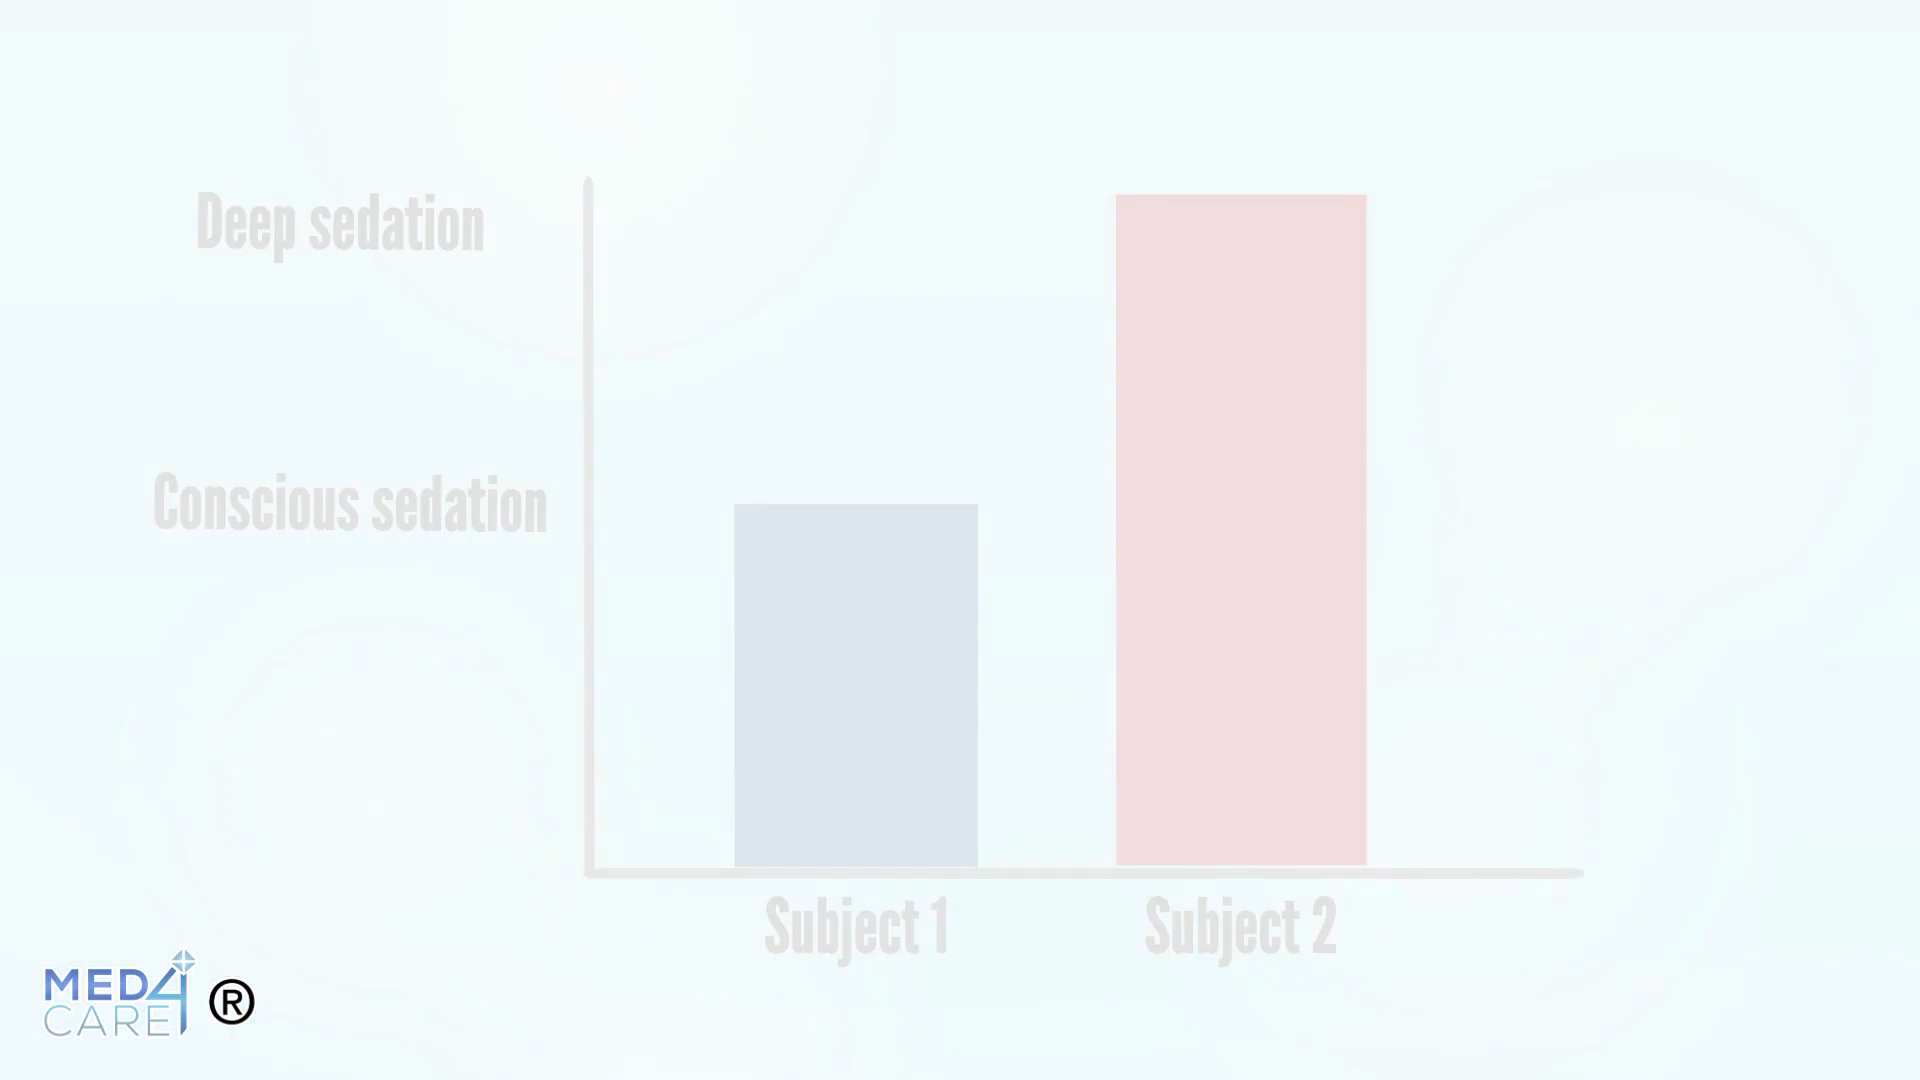 Deep sedation
Conscious sedation
Subject 1
Subject 2
MED4
CARE
®